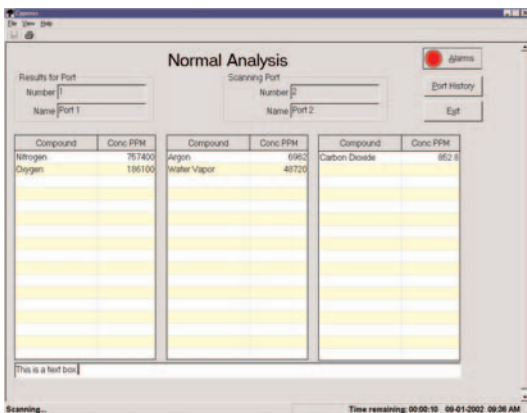 File View Help
Normal Analysis
Alarms
Results for Port
Scanning Port
Number 1
Number 2
Port History
Name Port 1
Name Port 2
Exit
Compound Conc PPM Compound Conc PPM Compound Conc PPM
Nitrogen 757400 Argon 6962 Carbon Dioxide 852.8
Oxygen 186100 Water Vapor 48720
This is a text box
Scanning... Time remaining: 00:00:10 09-01-2002 09:36 AM